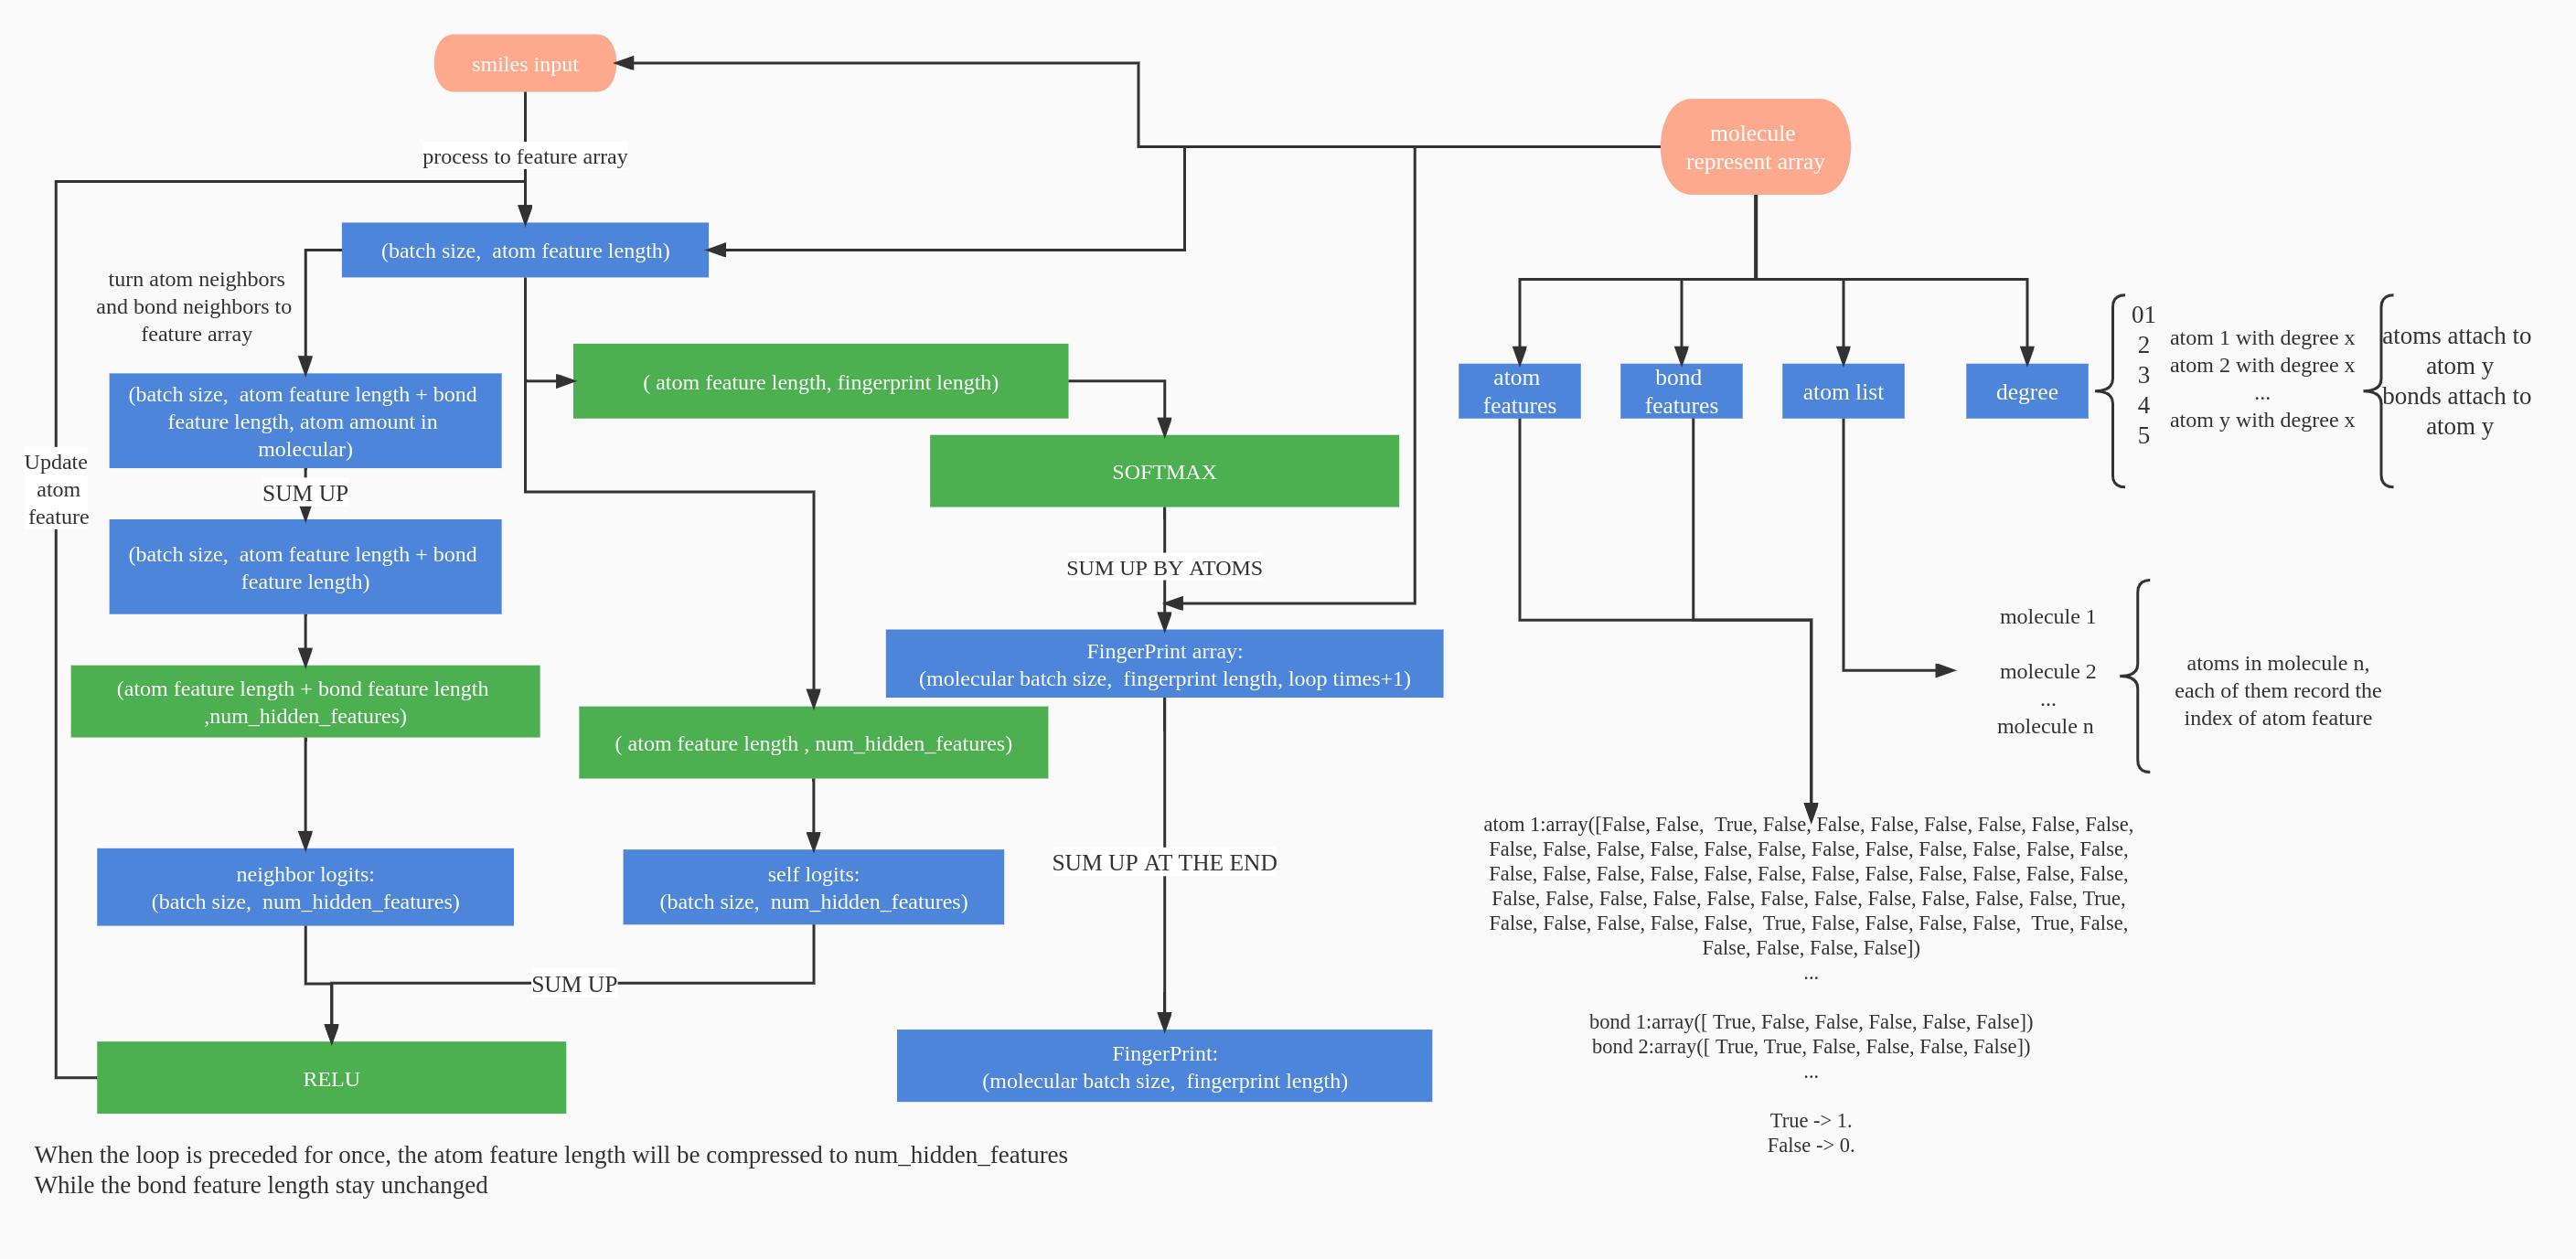 smiles input
process to feature array
(batch size,  atom feature length)
turn atom neighbors
and bond neighbors to
feature array
(batch size,  atom feature length + bond
feature length, atom amount in
molecular)
SUM UP
(batch size,  atom feature length + bond
feature length)
(atom feature length + bond feature length
,num_hidden_features)
neighbor logits:
(batch size,  num_hidden_features)
Update
atom
feature
( atom feature length, fingerprint length)
SOFTMAX
SUM UP BY ATOMS
FingerPrint array:
(molecular batch size,  fingerprint length, loop times+1)
( atom feature length , num_hidden_features)
self logits:
(batch size,  num_hidden_features)
SUM UP
RELU
SUM UP AT THE END
FingerPrint:
(molecular batch size,  fingerprint length)
When the loop is preceded for once, the atom feature length will be compressed to num_hidden_features
While the bond feature length stay unchanged
molecule
represent array
atom
features
bond
features
atom list
degree
01
2
3
4
5
atom 1 with degree x
atom 2 with degree x
...
atom y with degree x
atoms attach to
atom y
bonds attach to
atom y
molecule 1
molecule 2
...
molecule n
atoms in molecule n,
each of them record the
index of atom feature
atom 1:array([False, False,  True, False, False, False, False, False, False, False,
False, False, False, False, False, False, False, False, False, False, False, False,
False, False, False, False, False, False, False, False, False, False, False, False,
False, False, False, False, False, False, False, False, False, False, False, True,
False, False, False, False, False,  True, False, False, False, False,  True, False,
False, False, False, False])
...
bond 1:array([ True, False, False, False, False, False])
bond 2:array([ True, True, False, False, False, False])
...
True -> 1.
False -> 0.